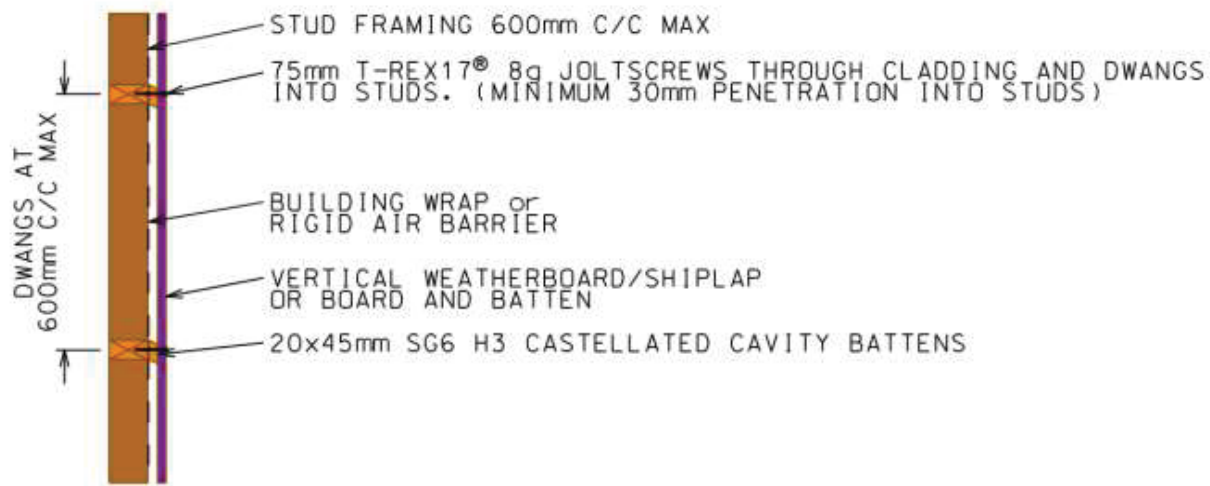 STUD FRAMING 600mm C/C MAX
75mm T-REX17® 8g JOLTSCREWS THROUGH CLADDING AND DWANGS
INTO STUDS. (MINIMUM 30mm PENETRATION INTO STUDS)
DWANGS AT
600mm C/C MAX
BUILDING WRAP or
RIGID AIR BARRIER
VERTICAL WEATHERBOARD/SHIPLAP
OR BOARD AND BATTEN
20x45mm SG6 H3 CASTELLATED CAVITY BATTENS